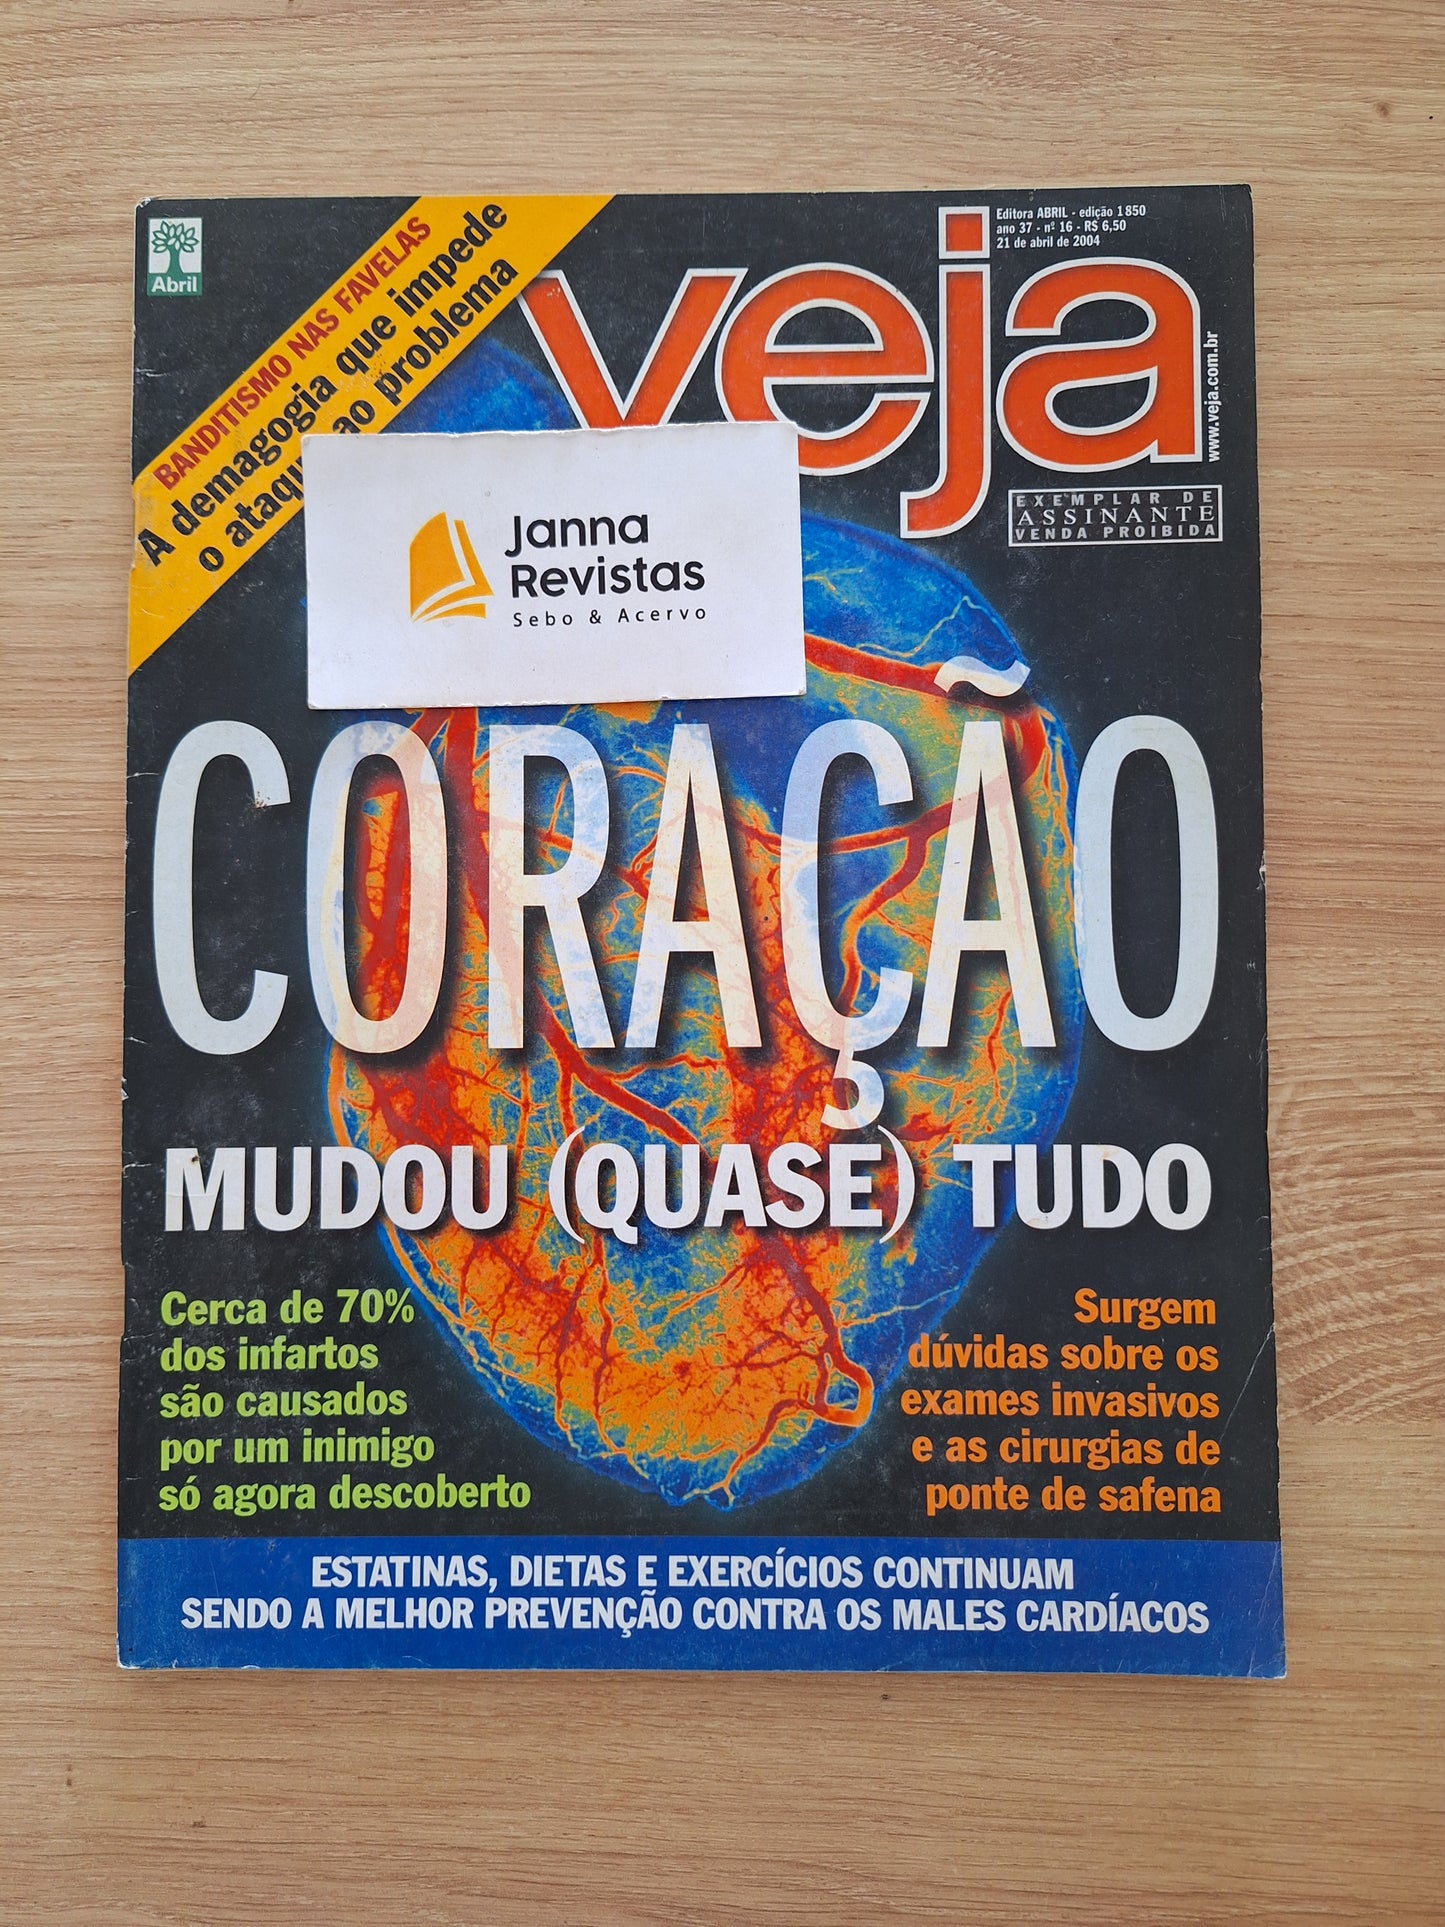 Abril
BANDITISMO NAS FAVELAS
A demagogia que impede
o ao problema
veja
Editora ABRIL - edição 1850
ano 37 - nº 16 - R$ 6,50
21 de abril de 2004
www.veja.com.br
EXEMPLAR DE
ASSINANTE
VENDA PROIBIDA
Janna
Revistas
Sebo & Acervo
CORAÇÃO
MUDOU (QUASE) TUDO
Cerca de 70%
dos infartos
são causados
por um inimigo
só agora descoberto
Surgem
dúvidas sobre os
exames invasivos
e as cirurgias de
ponte de safena
ESTATINAS, DIETAS E EXERCÍCIOS CONTINUAM
SENDO A MELHOR PREVENÇÃO CONTRA OS MALES CARDÍACOS